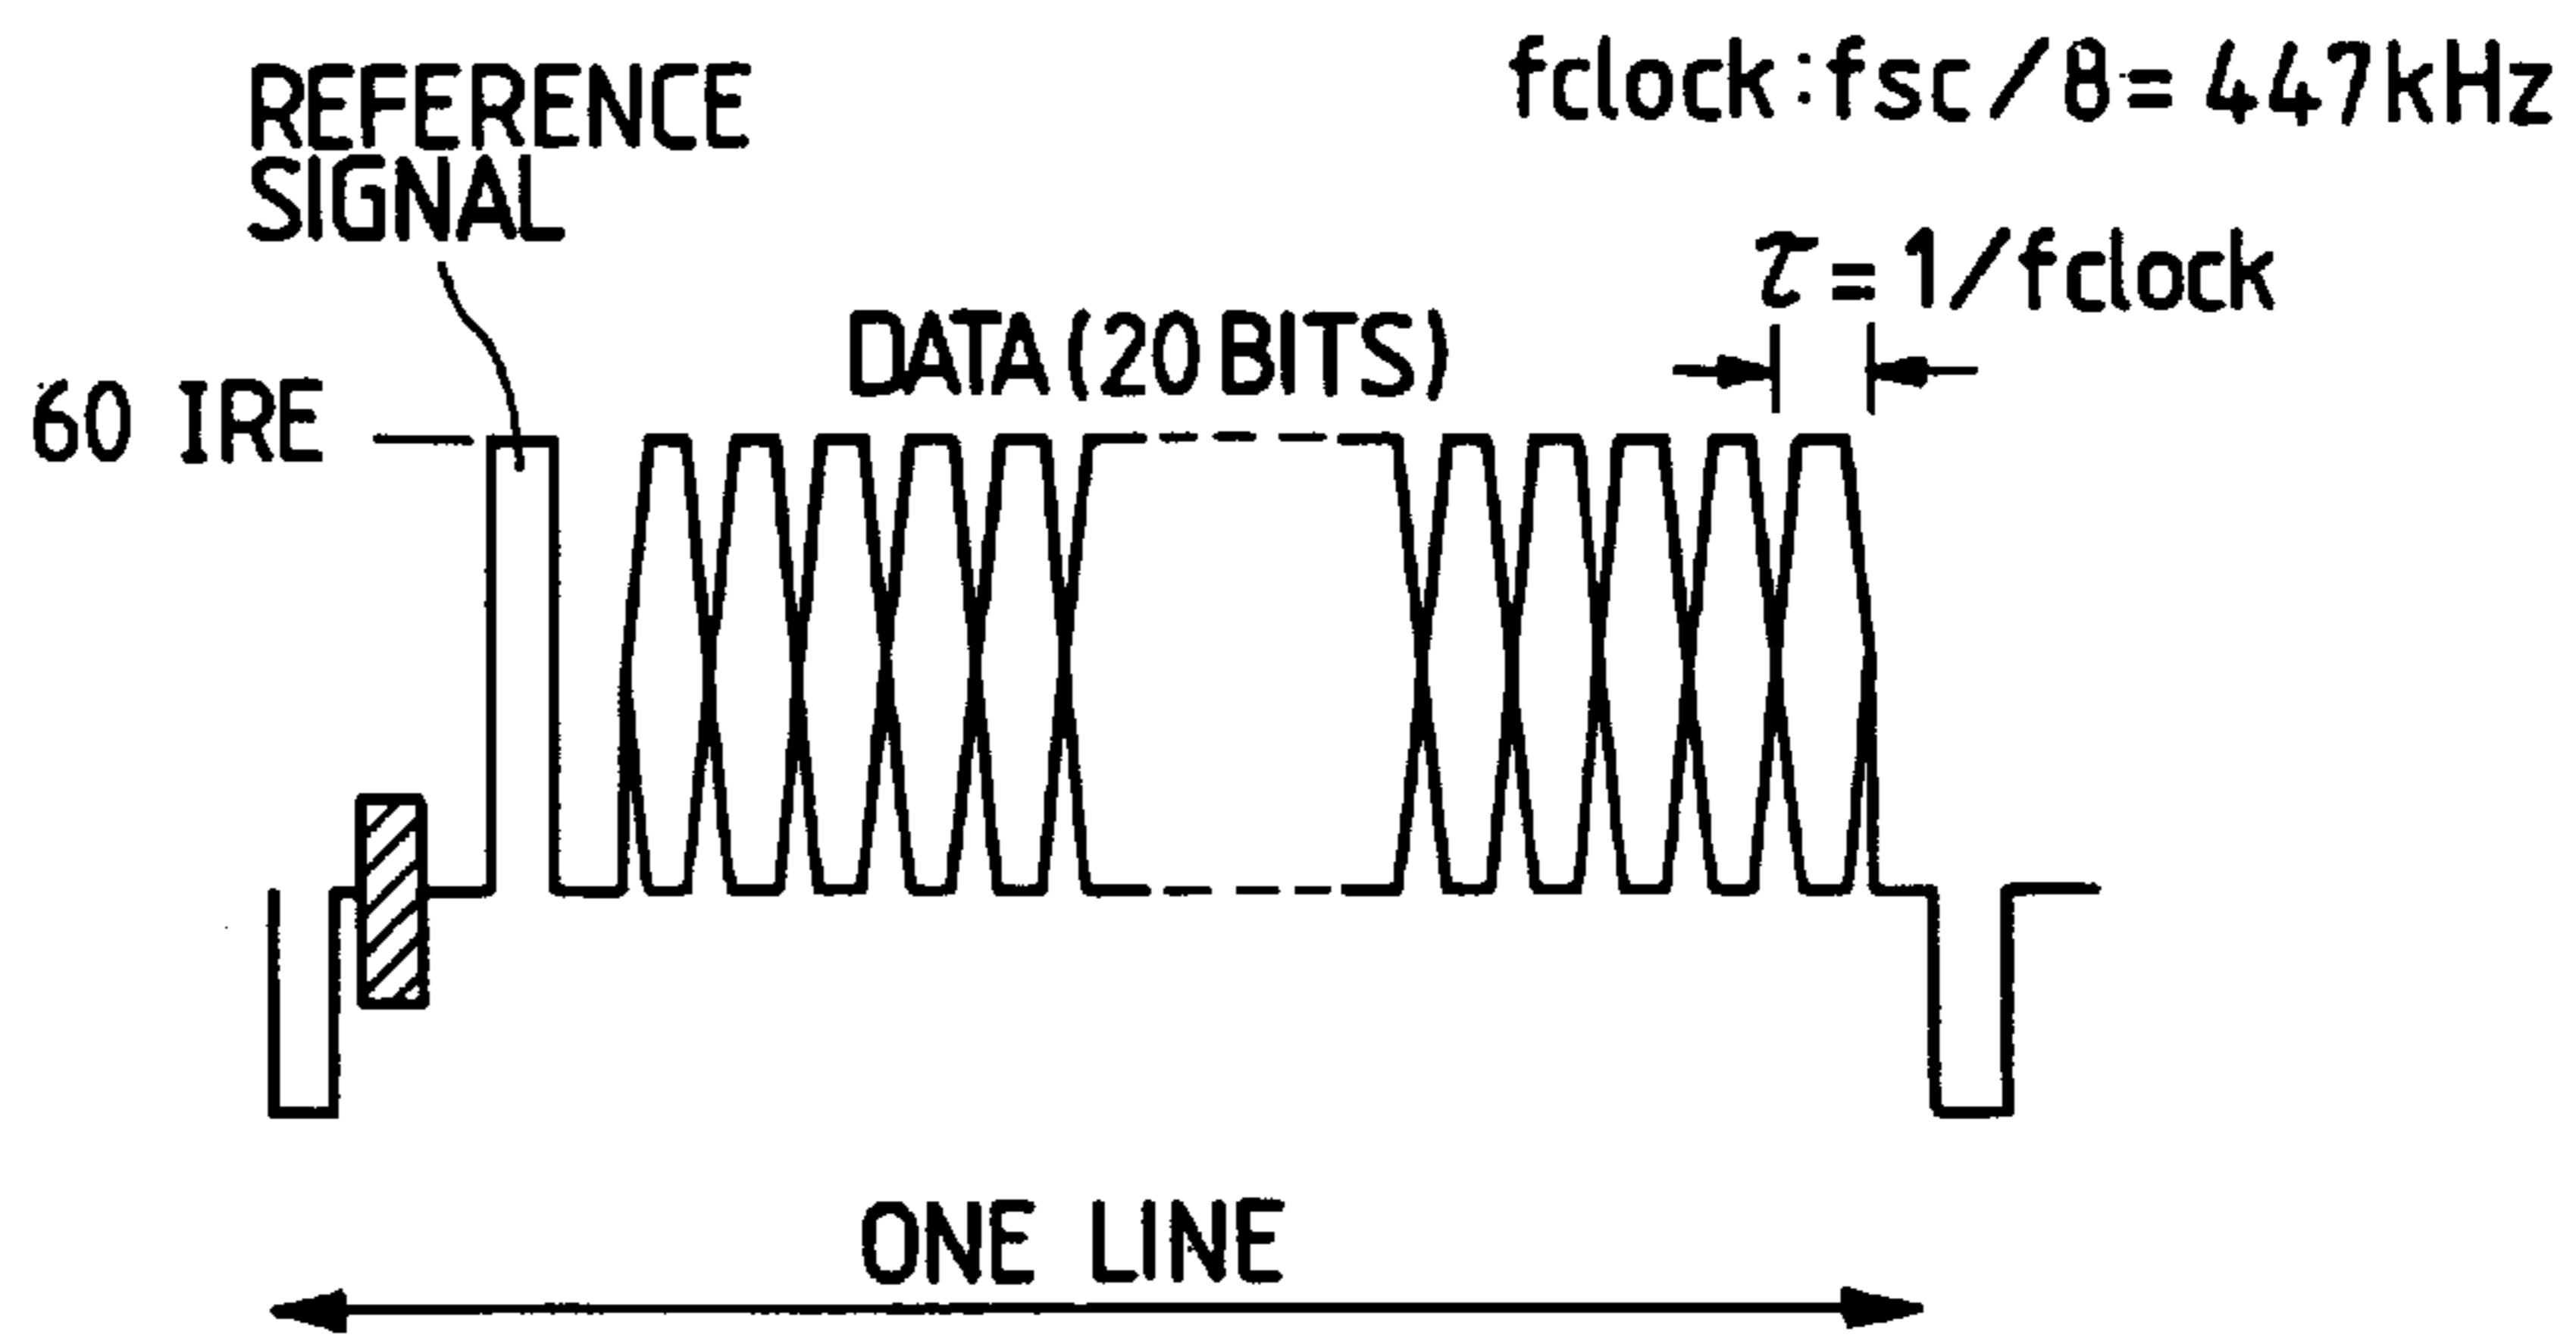 REFERENCE
SIGNAL
fclock:fsc/8=447kHz
τ=1/fclock
DATA(20 BITS)
60 IRE
ONE LINE